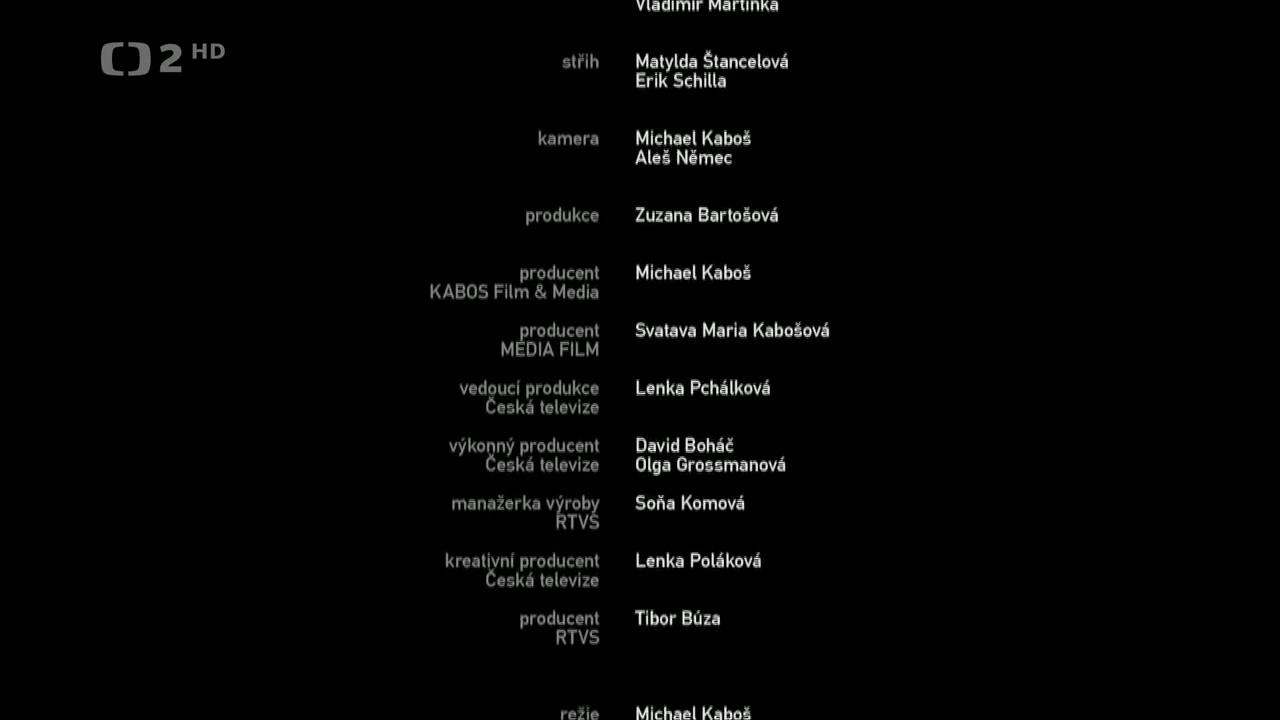 Vladimír Martinka
2 HD
střih Matylda Štancelová
Erik Schilla
kamera Michael Kaboš
Aleš Němec
produkce Zuzana Bartošová
producent Michael Kaboš
KABOS Film & Media
producent Svatava Maria Kabošová
MEDIA FILM
vedoucí produkce Lenka Pchálková
Česká televize
výkonný producent David Boháč
Česká televize Olga Grossmanová
manažerka výroby Soňa Komová
RTVS
kreativní producent Lenka Poláková
Česká televize
producent Tibor Búza
RTVS
režie Michael Kaboš